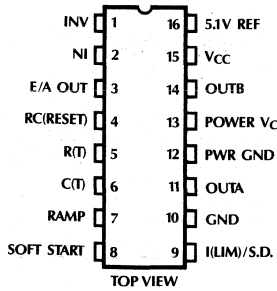 INV 1 16 5.1V REF
NI 2 15 VCC
E/A OUT 3 14 OUTB
RC(RESET) 4 13 POWER VC
R(T) 5 12 PWR GND
C(T) 6 11 OUTA
RAMP 7 10 GND
SOFT START 8 9 I(LIM)/S.D.
TOP VIEW